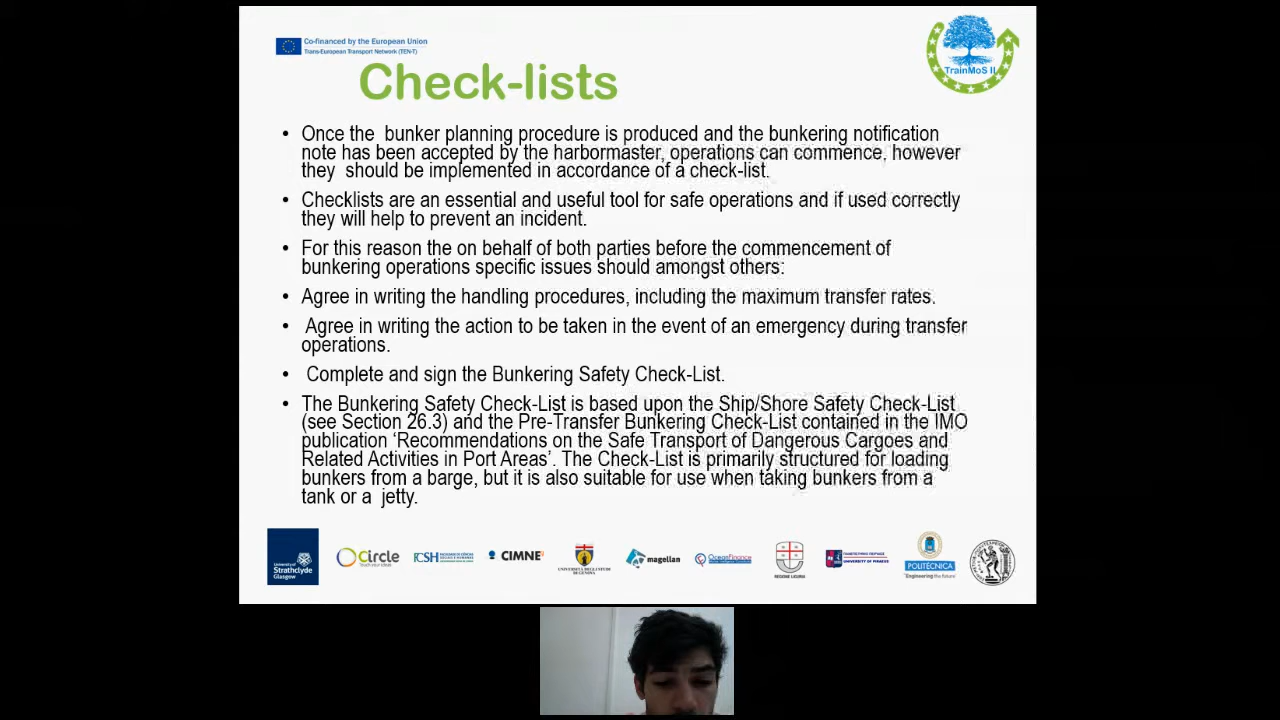 Co-financed by the European Union
Trans-European Transport Network (TEN-T)
TrainMoS II
Check-lists
• Once the bunker planning procedure is produced and the bunkering notification
note has been accepted by the harbormaster, operations can commence, however
they should be implemented in accordance of a check-list.
• Checklists are an essential and useful tool for safe operations and if used correctly
they will help to prevent an incident.
• For this reason the on behalf of both parties before the commencement of
bunkering operations specific issues should amongst others:
• Agree in writing the handling procedures, including the maximum transfer rates.
• Agree in writing the action to be taken in the event of an emergency during transfer
operations.
• Complete and sign the Bunkering Safety Check-List.
• The Bunkering Safety Check-List is based upon the Ship/Shore Safety Check-List
(see Section 26.3) and the Pre-Transfer Bunkering Check-List contained in the IMO
publication ‘Recommendations on the Safe Transport of Dangerous Cargoes and
Related Activities in Port Areas’. The Check-List is primarily structured for loading
bunkers from a barge, but it is also suitable for use when taking bunkers from a
tank or a jetty.
University of
Strathclyde
Glasgow
Circle
FCSH
CIMNE
UNIVERSITÀ DEGLI STUDI
DI GENOVA
magellan
OceanFinance
REGIONE LIGURIA
UNIVERSITY OF PIRAEUS
POLITÉCNICA
"Engineering the future"